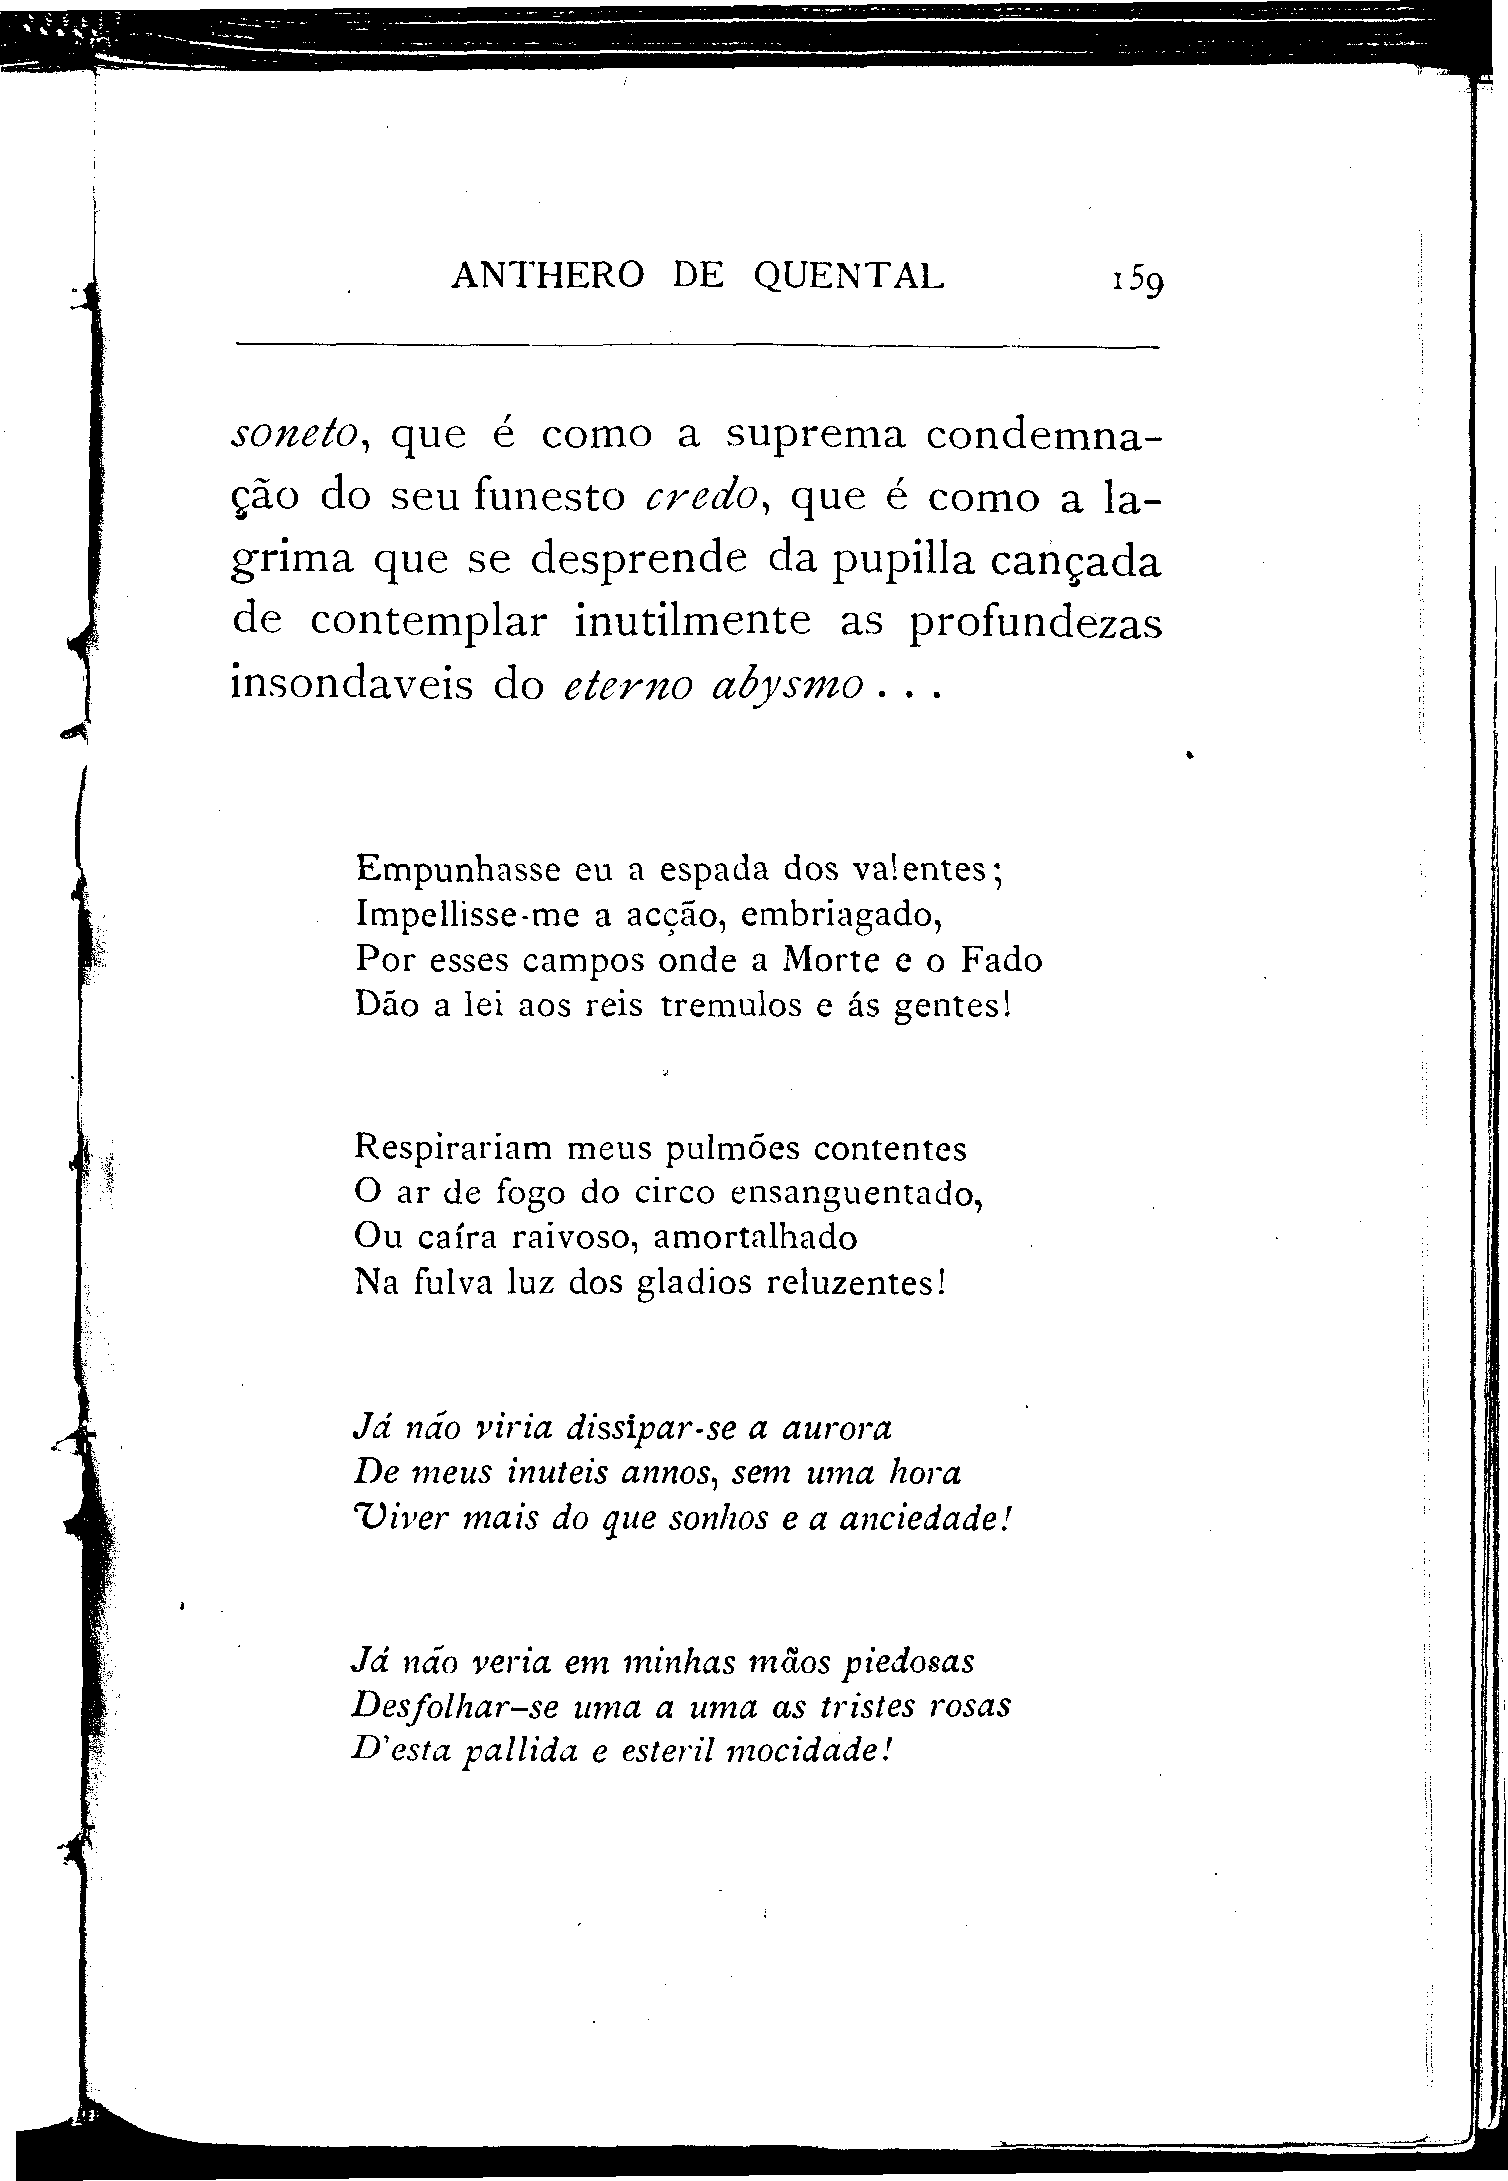 ANTHERO DE QUENTAL 159
soneto, que é como a suprema condemna-
ção do seu funesto credo, que é como a la-
grima que se desprende da pupilla cançada
de contemplar inutilmente as profundezas
insondaveis do eterno abysmo . . .
Empunhasse eu a espada dos valentes;
Impellisse-me a acção, embriagado,
Por esses campos onde a Morte e o Fado
Dão a lei aos reis tremulos e ás gentes!
Respirariam meus pulmões contentes
O ar de fogo do circo ensanguentado,
Ou caíra raivoso, amortalhado
Na fulva luz dos gladios reluzentes!
Já não viria dissipar-se a aurora
De meus inuteis annos, sem uma hora
Viver mais do que sonhos e a anciedade!
Já não veria em minhas mãos piedosas
Desfolhar-se uma a uma as tristes rosas
D'esta pallida e esteril mocidade!